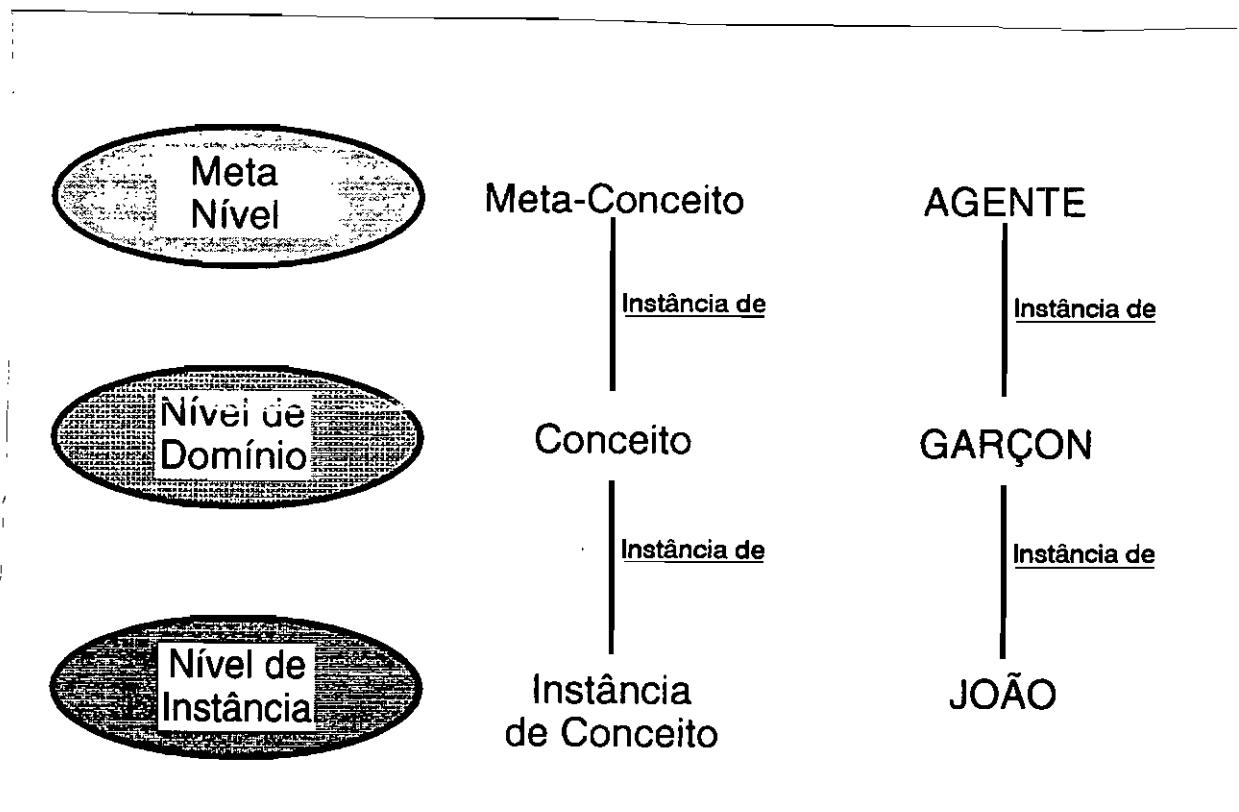 Meta
Nível
Meta-Conceito
AGENTE
Instância de
Instância de
Nível de
Domínio
Conceito
GARÇON
Instância de
Instância de
Nível de
Instância
Instância
de Conceito
JOÃO